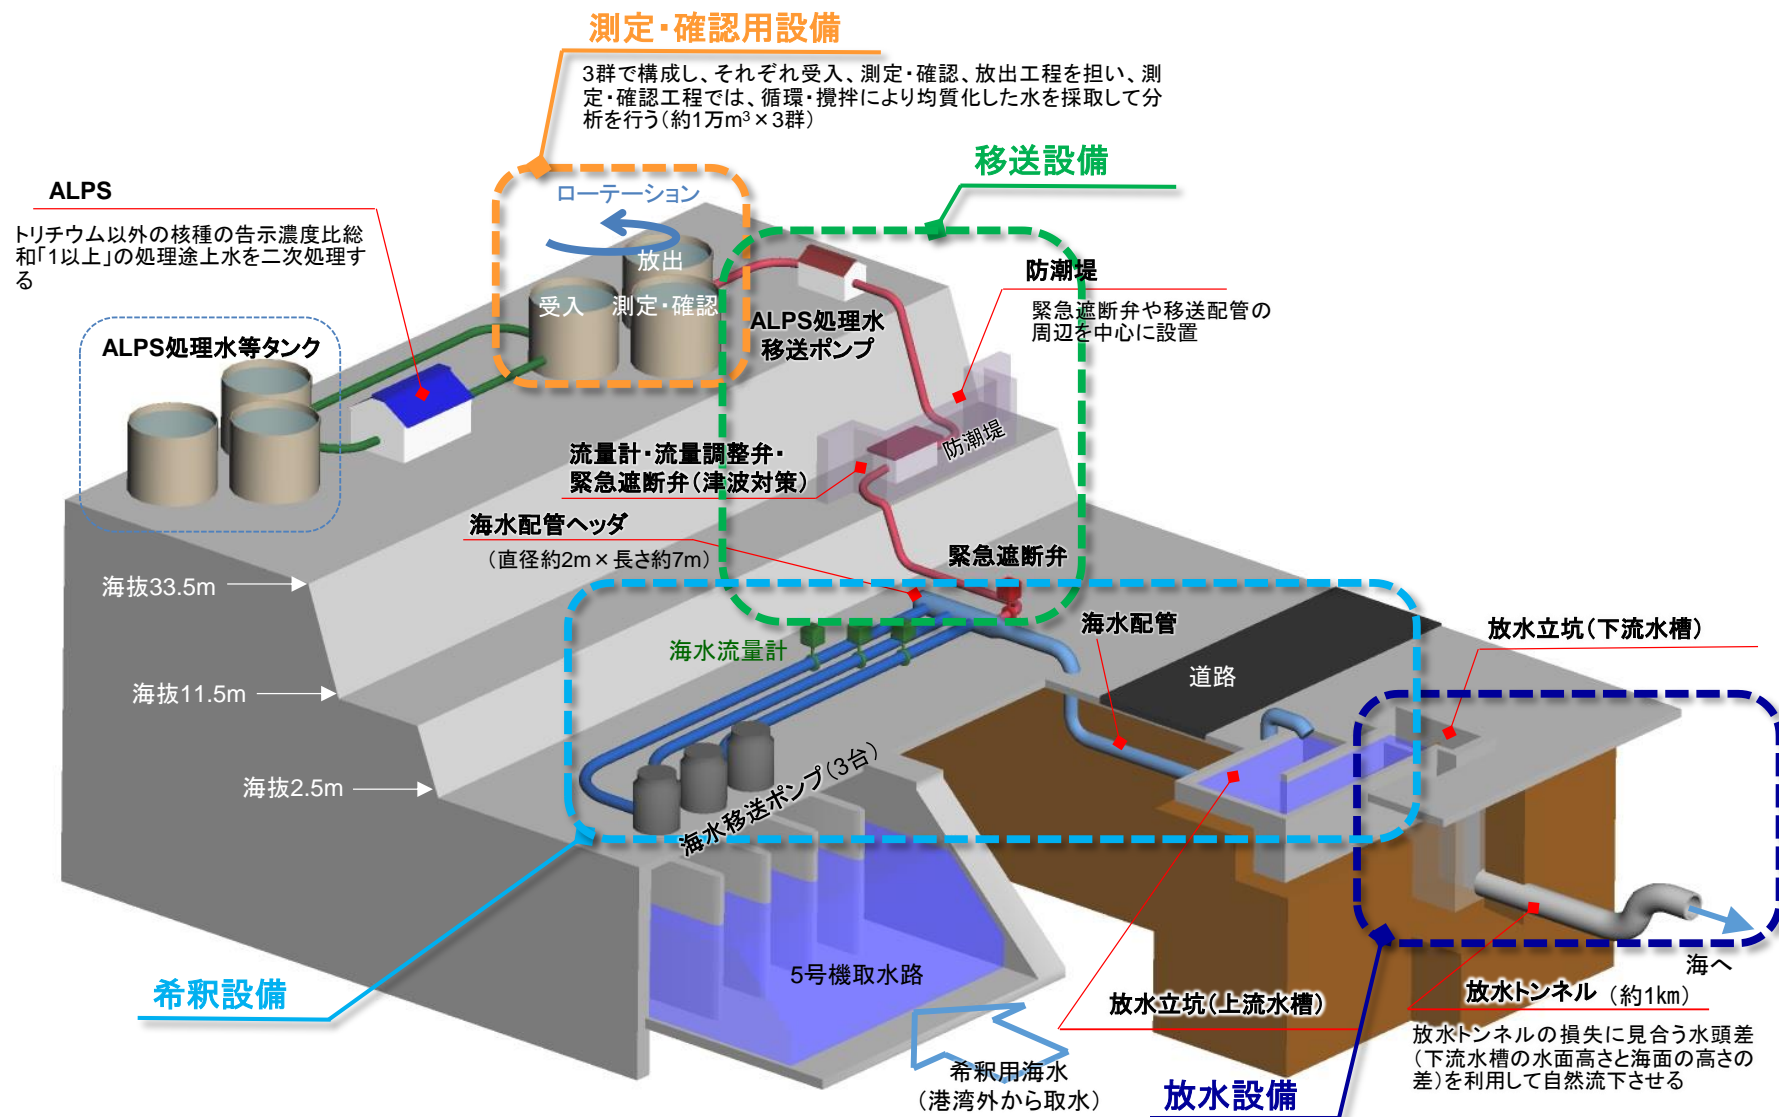 測定・確認用設備
3群で構成し、それぞれ受入、測定・確認、放出工程を担い、測
定・確認工程では、循環・攪拌により均質化した水を採取して分
析を行う（約1万m³×3群）
移送設備
ALPS
トリチウム以外の核種の告示濃度比総
和「1以上」の処理途上水を二次処理す
る
ローテーション
放出
受入
測定・確認
防潮堤
緊急遮断弁や移送配管の
周辺を中心に設置
ALPS処理水等タンク
ALPS処理水
移送ポンプ
防潮堤
流量計・流量調整弁・
緊急遮断弁（津波対策）
海水配管ヘッダ
（直径約2m×長さ約7m）
緊急遮断弁
海抜33.5m
海水流量計
海水配管
放水立坑（下流水槽）
道路
海抜11.5m
海抜2.5m
海水移送ポンプ（3台）
5号機取水路
希釈設備
海へ
放水立坑（上流水槽）
放水トンネル（約1km）
放水トンネルの損失に見合う水頭差
（下流水槽の水面高さと海面の高さの
差）を利用して自然流下させる
希釈用海水
（港湾外から取水）
放水設備